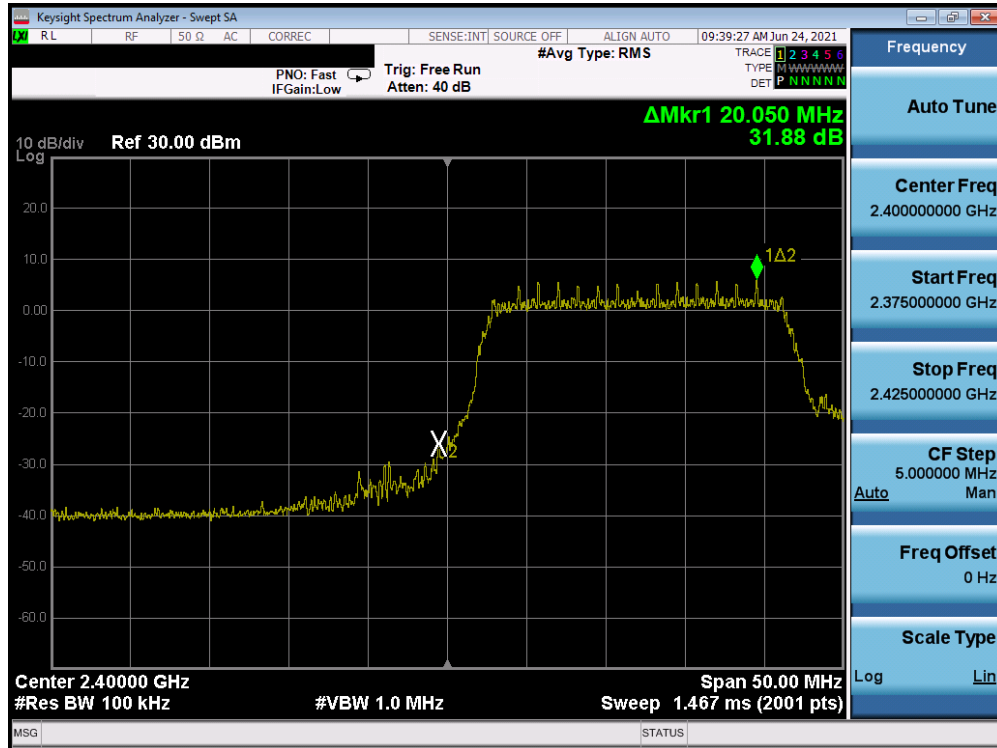 Keysight Spectrum Analyzer - Swept SA
LXI RL RF 50 Ω AC CORREC SENSE:INT SOURCE OFF ALIGN AUTO 09:39:27 AM Jun 24, 2021
#Avg Type: RMS
TRACE 1 2 3 4 5 6
PNO: Fast Trig: Free Run TYPE M WWWWW
IFGain:Low Atten: 40 dB DET P N N N N N
ΔMkr1 20.050 MHz
31.88 dB
10 dB/div Ref 30.00 dBm
Log
20.0
10.0
1Δ2
0.00
-10.0
-20.0
X2
-30.0
-40.0
-50.0
-60.0
Center 2.40000 GHz Span 50.00 MHz
#Res BW 100 kHz #VBW 1.0 MHz Sweep 1.467 ms (2001 pts)
MSG STATUS
Frequency
Auto Tune
Center Freq
2.400000000 GHz
Start Freq
2.375000000 GHz
Stop Freq
2.425000000 GHz
CF Step
5.000000 MHz
Auto Man
Freq Offset
0 Hz
Scale Type
Log Lin